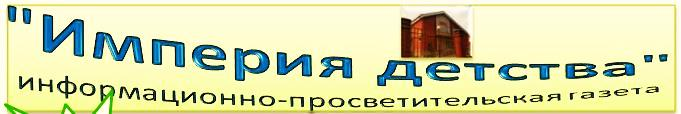 "Империя детства"
информационно-просветительская газета